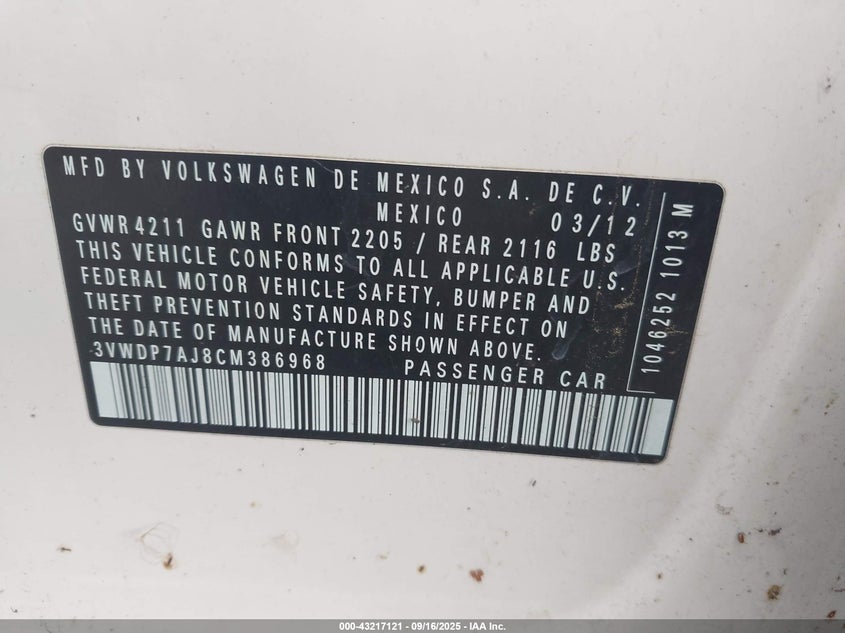 MFD BY VOLKSWAGEN DE MEXICO S.A. DE C.V.
MEXICO 03/12
GVWR 4211 GAWR FRONT 2205 / REAR 2116 LBS
THIS VEHICLE CONFORMS TO ALL APPLICABLE U.S.
FEDERAL MOTOR VEHICLE SAFETY, BUMPER AND
THEFT PREVENTION STANDARDS IN EFFECT ON
THE DATE OF MANUFACTURE SHOWN ABOVE.
3VWDP7AJ8CM386968 PASSENGER CAR
1046252 1013 M
000-43217121 - 09/16/2025 - IAA Inc.